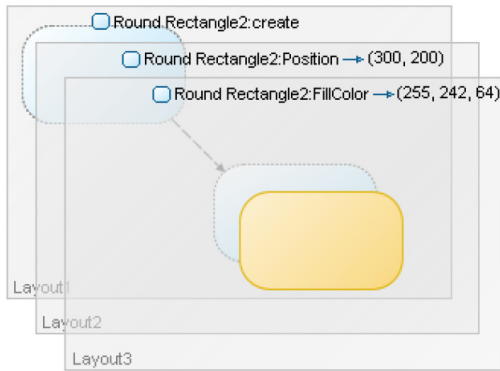 Round Rectangle2:create
Round Rectangle2:Position → (300, 200)
Round Rectangle2:FillColor → (255, 242, 64)
Layout1
Layout2
Layout3